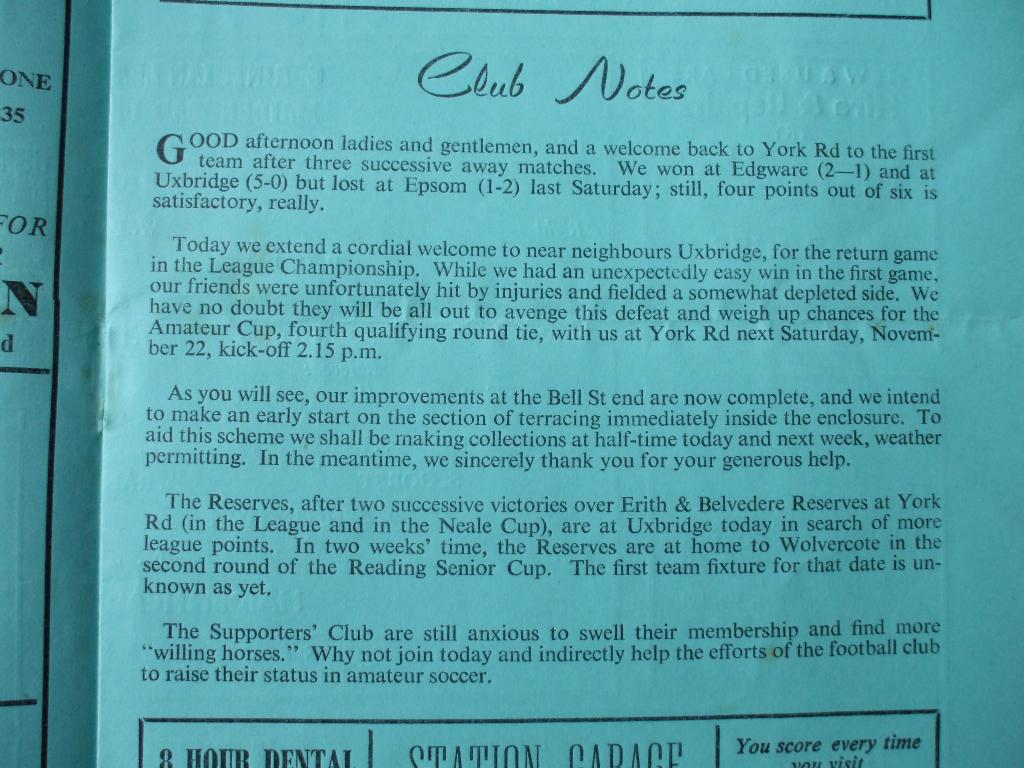 ONE
35
FOR
N
d
Club Notes
GOOD afternoon ladies and gentlemen, and a welcome back to York Rd to the first
team after three successive away matches. We won at Edgware (2—1) and at
Uxbridge (5-0) but lost at Epsom (1-2) last Saturday; still, four points out of six is
satisfactory, really.
Today we extend a cordial welcome to near neighbours Uxbridge, for the return game
in the League Championship. While we had an unexpectedly easy win in the first game,
our friends were unfortunately hit by injuries and fielded a somewhat depleted side. We
have no doubt they will be all out to avenge this defeat and weigh up chances for the
Amateur Cup, fourth qualifying round tie, with us at York Rd next Saturday, Novem-
ber 22, kick-off 2.15 p.m.
As you will see, our improvements at the Bell St end are now complete, and we intend
to make an early start on the section of terracing immediately inside the enclosure. To
aid this scheme we shall be making collections at half-time today and next week, weather
permitting. In the meantime, we sincerely thank you for your generous help.
The Reserves, after two successive victories over Erith & Belvedere Reserves at York
Rd (in the League and in the Neale Cup), are at Uxbridge today in search of more
league points. In two weeks' time, the Reserves are at home to Wolvercote in the
second round of the Reading Senior Cup. The first team fixture for that date is un-
known as yet.
The Supporters' Club are still anxious to swell their membership and find more
"willing horses." Why not join today and indirectly help the efforts of the football club
to raise their status in amateur soccer.
8 HOUR DENTAL
STATION GARAGE
You score every time
you visit